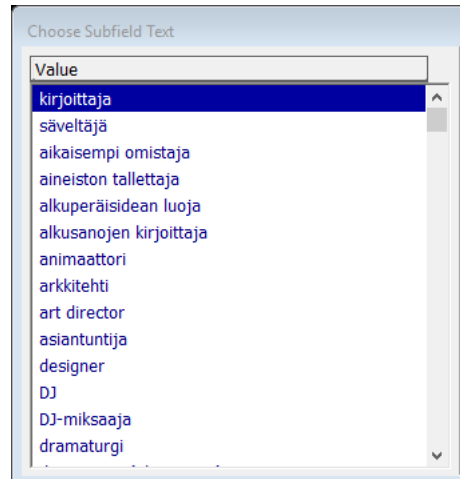 Choose Subfield Text
Value
kirjoittaja
säveltäjä
aikaisempi omistaja
aineiston tallettaja
alkuperäisidean luoja
alkusanojen kirjoittaja
animaattori
arkkitehti
art director
asiantuntija
designer
DJ
DJ-miksaaja
dramaturgi